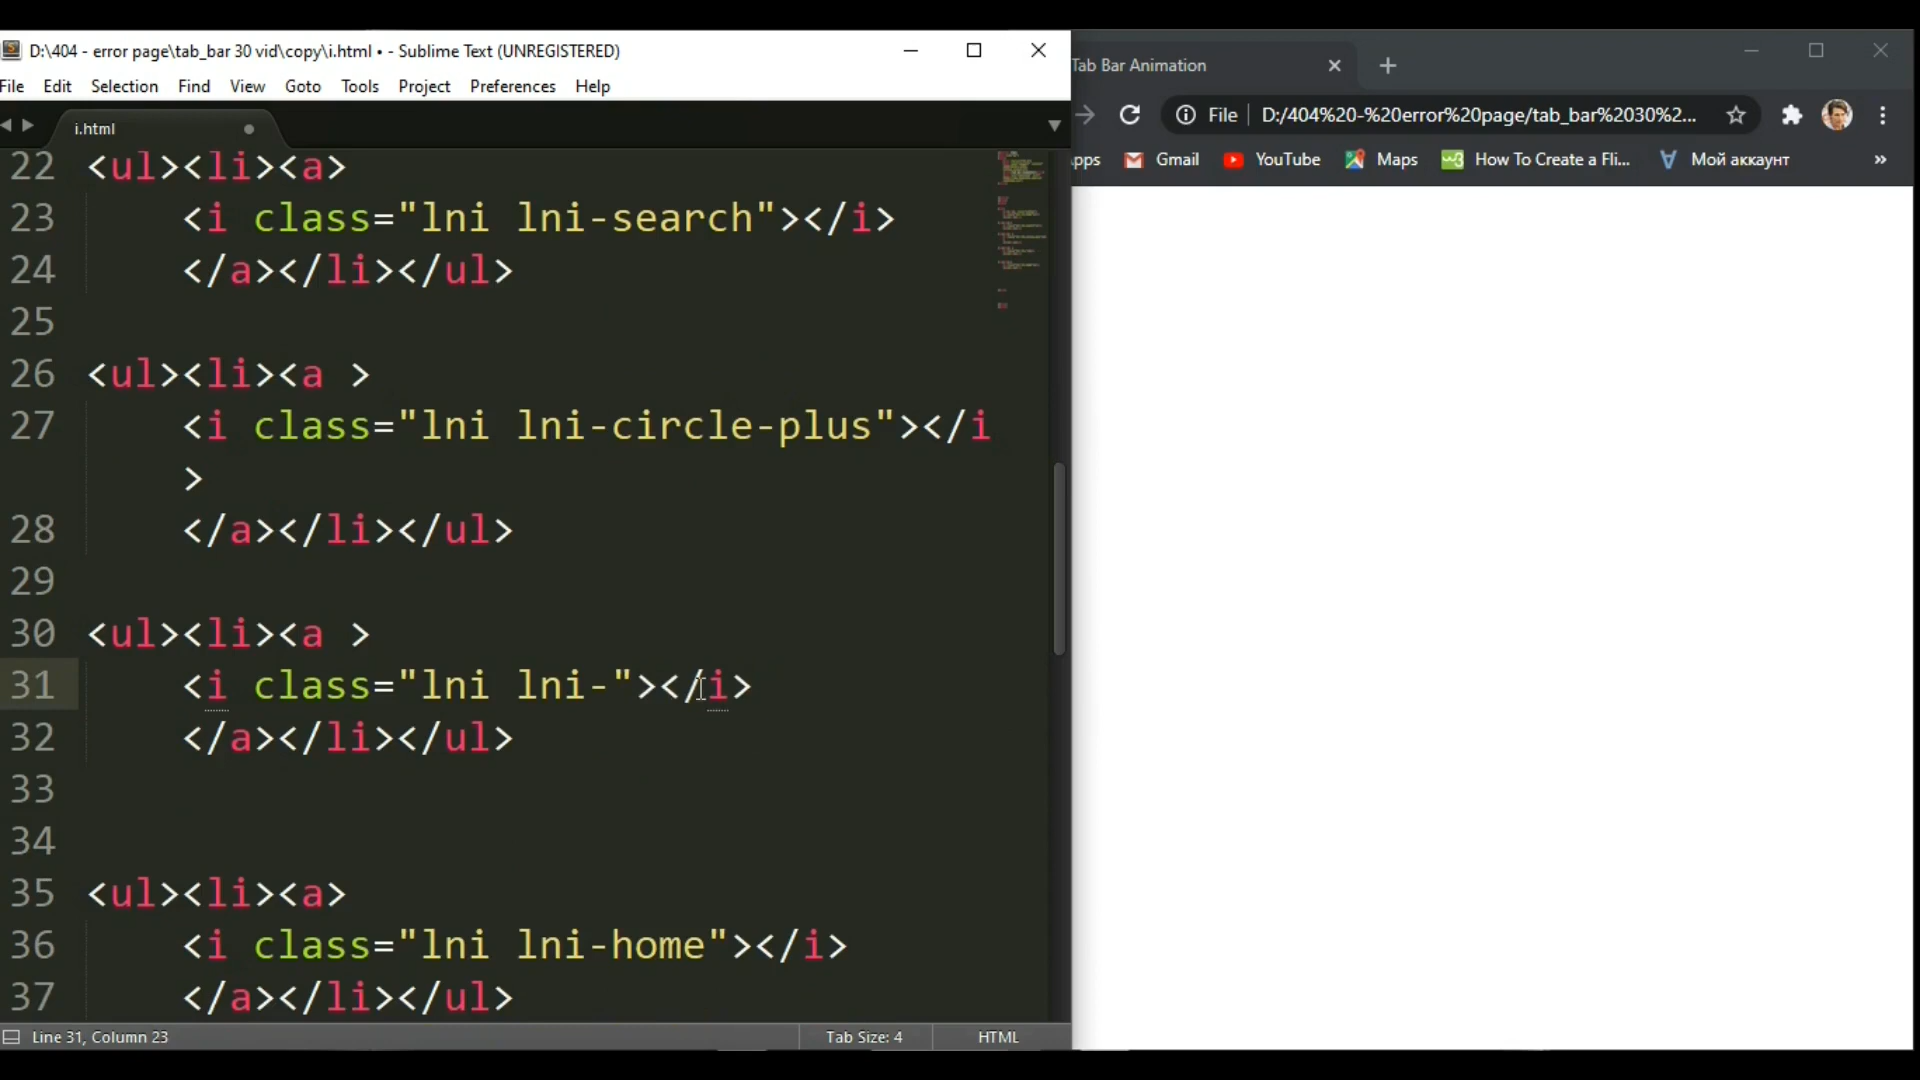 D:\404 - error page\tab_bar 30 vid\copy\i.html • - Sublime Text (UNREGISTERED)
File Edit Selection Find View Goto Tools Project Preferences Help
i.html
22 <ul><li><a>
23 <i class="lni lni-search"></i>
24 </a></li></ul>
25
26 <ul><li><a >
27 <i class="lni lni-circle-plus"></i
>
28 </a></li></ul>
29
30 <ul><li><a >
31 <i class="lni lni-"></i>
32 </a></li></ul>
33
34
35 <ul><li><a>
36 <i class="lni lni-home"></i>
37 </a></li></ul>
Line 31, Column 23 Tab Size: 4 HTML
Tab Bar Animation
File D:/404%20-%20error%20page/tab_bar%2030%2...
pps Gmail YouTube Maps How To Create a Fli... Мой аккаунт »